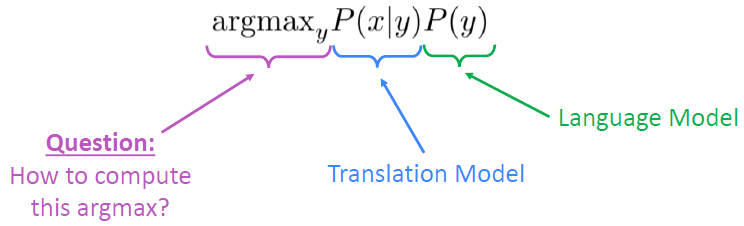 argmax_y P(x|y)P(y)
Language Model
Question:
How to compute
this argmax?
Translation Model